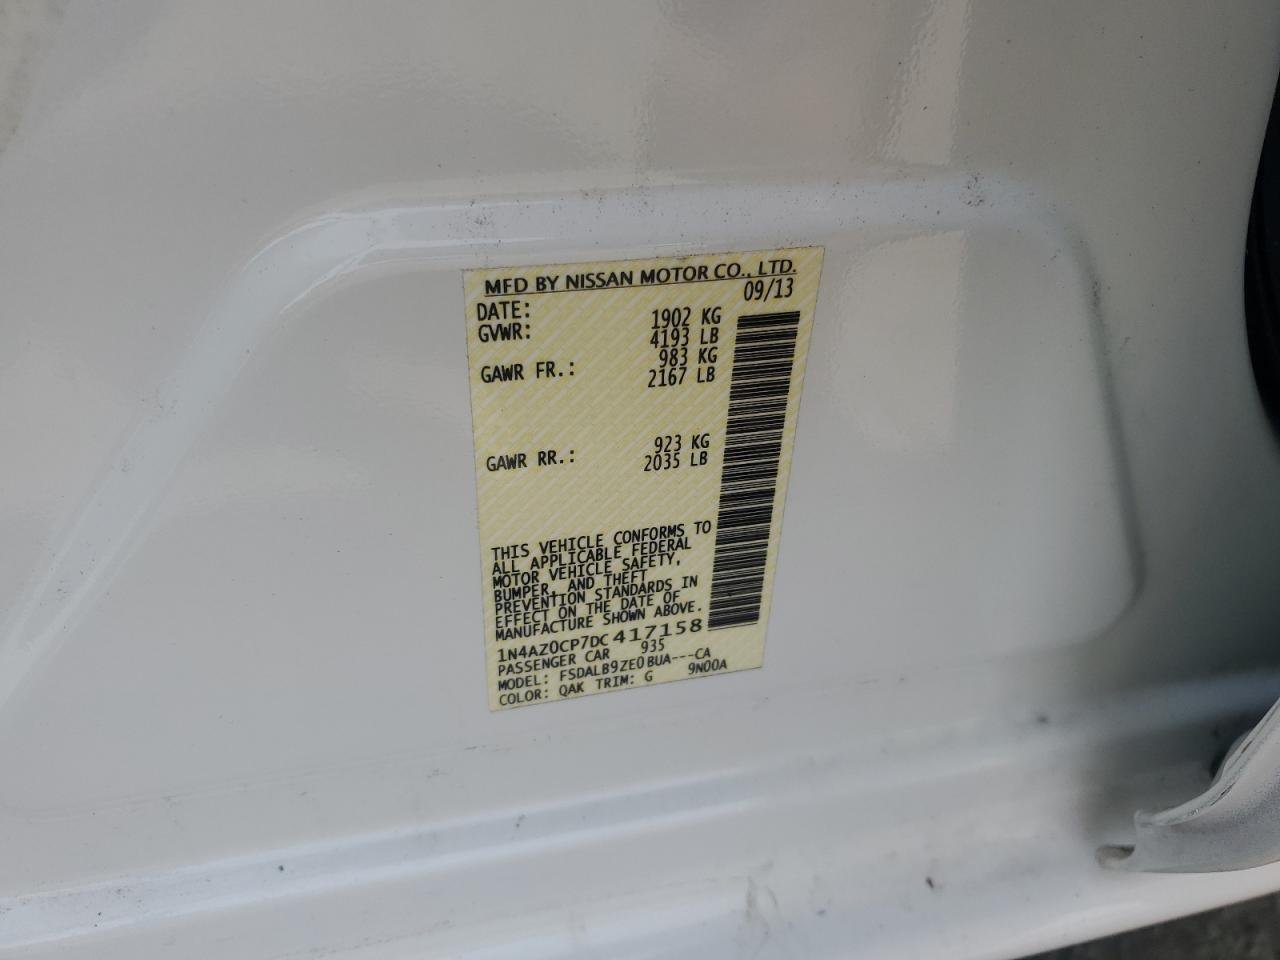 MFD BY NISSAN MOTOR CO., LTD.
DATE: 09/13
GVWR: 1902 KG
4193 LB
GAWR FR.: 983 KG
2167 LB
GAWR RR.: 923 KG
2035 LB
THIS VEHICLE CONFORMS TO
ALL APPLICABLE FEDERAL
MOTOR VEHICLE SAFETY,
BUMPER, AND THEFT
PREVENTION STANDARDS IN
EFFECT ON THE DATE OF
MANUFACTURE SHOWN ABOVE.
1N4AZ0CP7DC417158
PASSENGER CAR 935
MODEL: FSDALB9ZE0BUA---CA
COLOR: QAK TRIM: G 9N00A